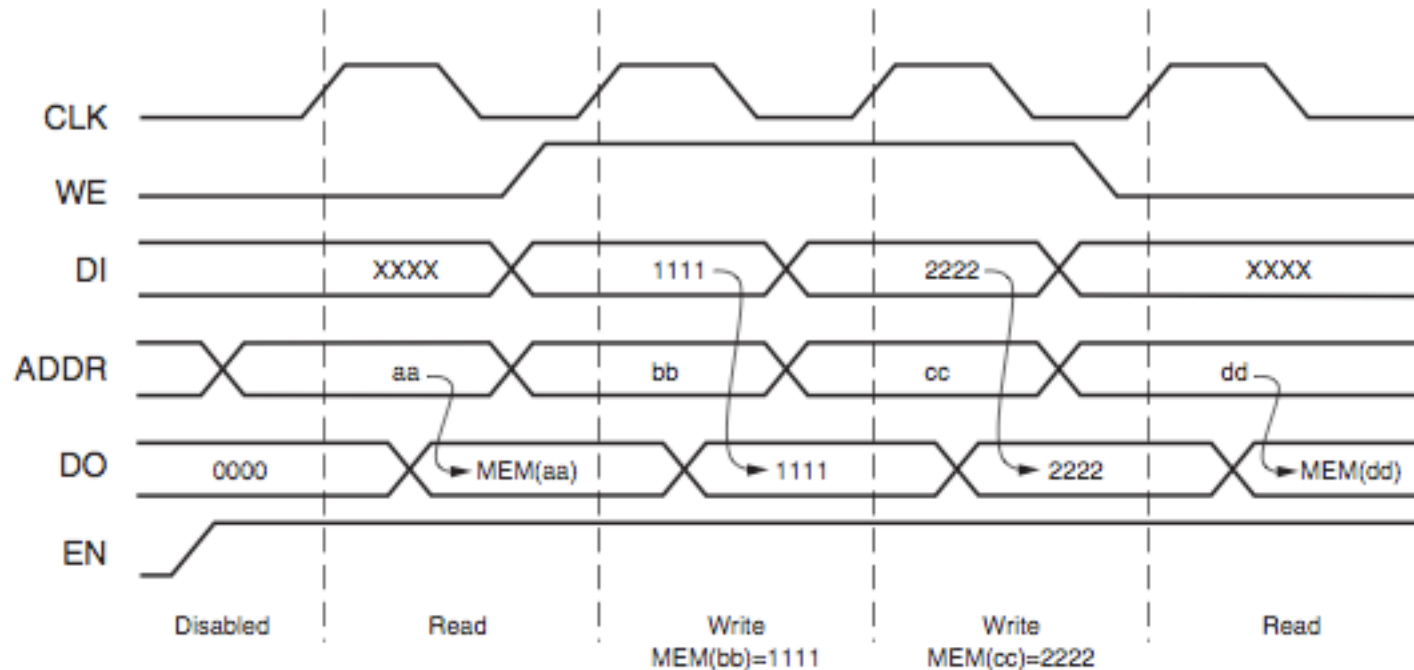 CLK
WE
DI XXXX 1111 2222 XXXX
ADDR aa bb cc dd
DO 0000 MEM(aa) 1111 2222 MEM(dd)
EN
Disabled Read Write Write Read
MEM(bb)=1111 MEM(cc)=2222